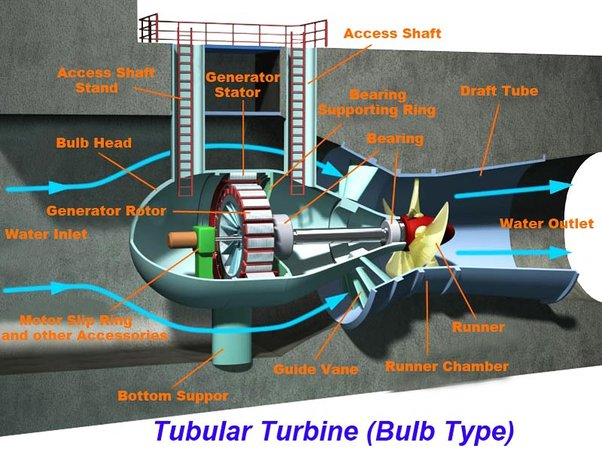 Access Shaft
Access Shaft
Stand
Generator
Stator
Bearing
Supporting Ring
Draft Tube
Bulb Head
Bearing
Generator Rotor
Water Inlet
Water Outlet
Motor Slip Ring
and other Accessories
Runner
Guide Vane
Runner Chamber
Bottom Suppor
Tubular Turbine (Bulb Type)